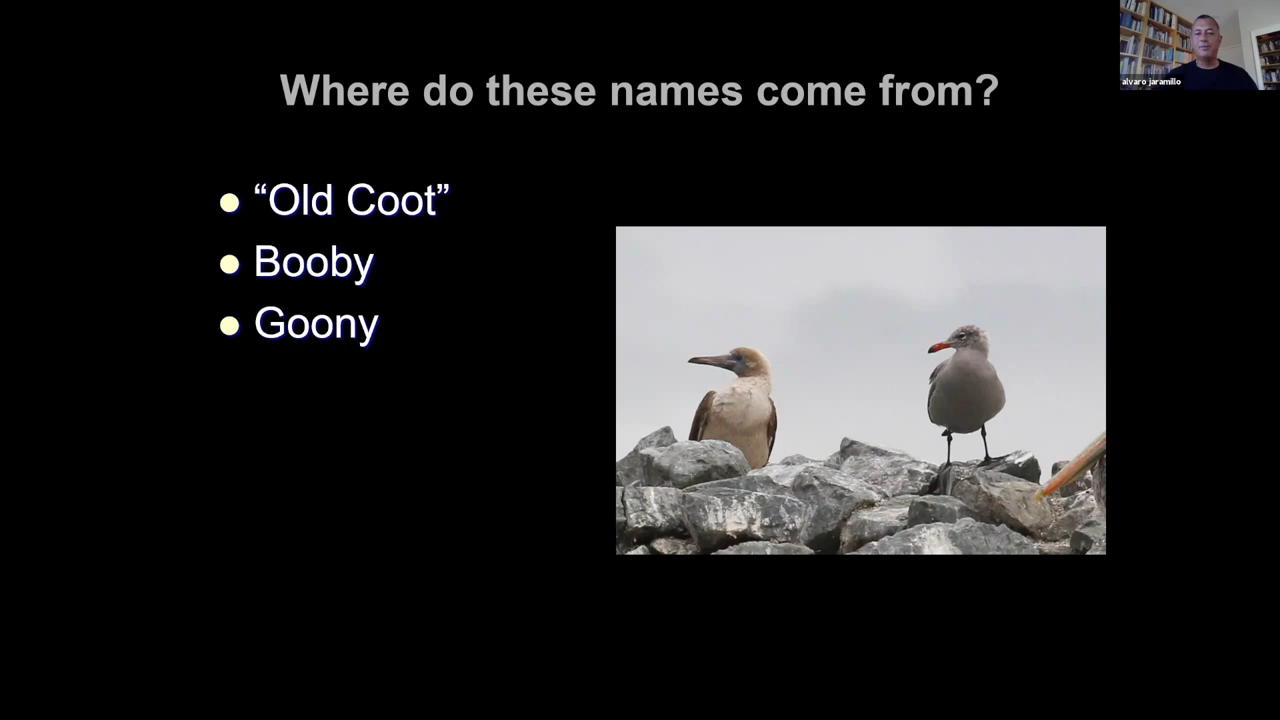 alvaro jaramillo
Where do these names come from?
“Old Coot”
Booby
Goony